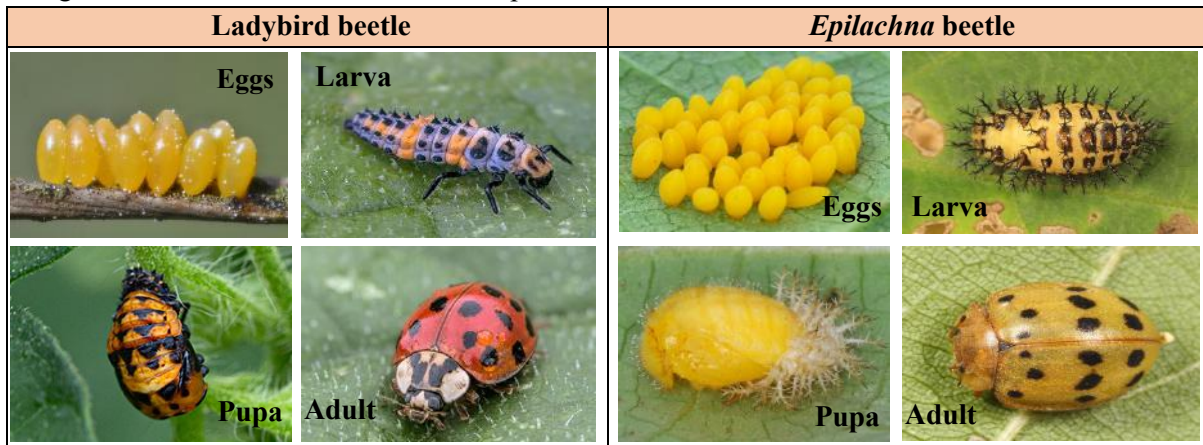 Ladybird beetle
Epilachna beetle
Eggs
Larva
Eggs
Larva
Pupa
Adult
Pupa
Adult